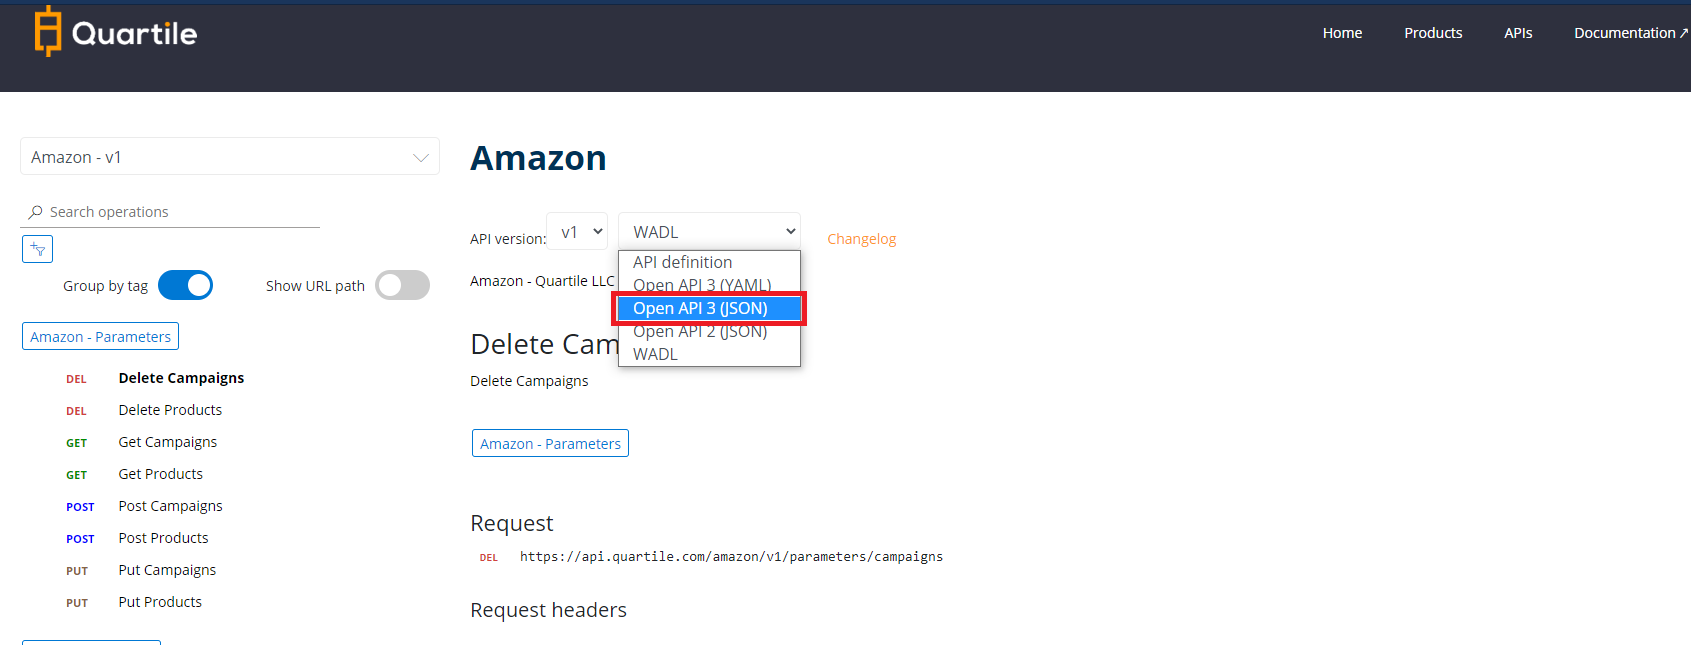 Quartile
Home Products APIs Documentation ↗
Amazon - v1
Search operations
Group by tag Show URL path
Amazon - Parameters
DEL Delete Campaigns
DEL Delete Products
GET Get Campaigns
GET Get Products
POST Post Campaigns
POST Post Products
PUT Put Campaigns
PUT Put Products
Amazon
API version: v1 WADL Changelog
API definition
Open API 3 (YAML)
Open API 3 (JSON)
Open API 2 (JSON)
WADL
Amazon - Quartile LLC
Delete Cam
Delete Campaigns
Amazon - Parameters
Request
DEL https://api.quartile.com/amazon/v1/parameters/campaigns
Request headers